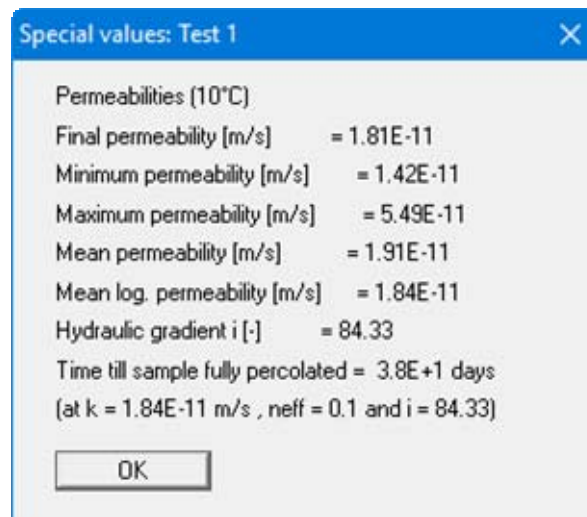 Special values: Test 1
Permeabilities (10°C)
Final permeability [m/s] = 1.81E-11
Minimum permeability [m/s] = 1.42E-11
Maximum permeability [m/s] = 5.49E-11
Mean permeability [m/s] = 1.91E-11
Mean log. permeability [m/s] = 1.84E-11
Hydraulic gradient i [-] = 84.33
Time till sample fully percolated = 3.8E+1 days
(at k = 1.84E-11 m/s , neff = 0.1 and i = 84.33)
OK